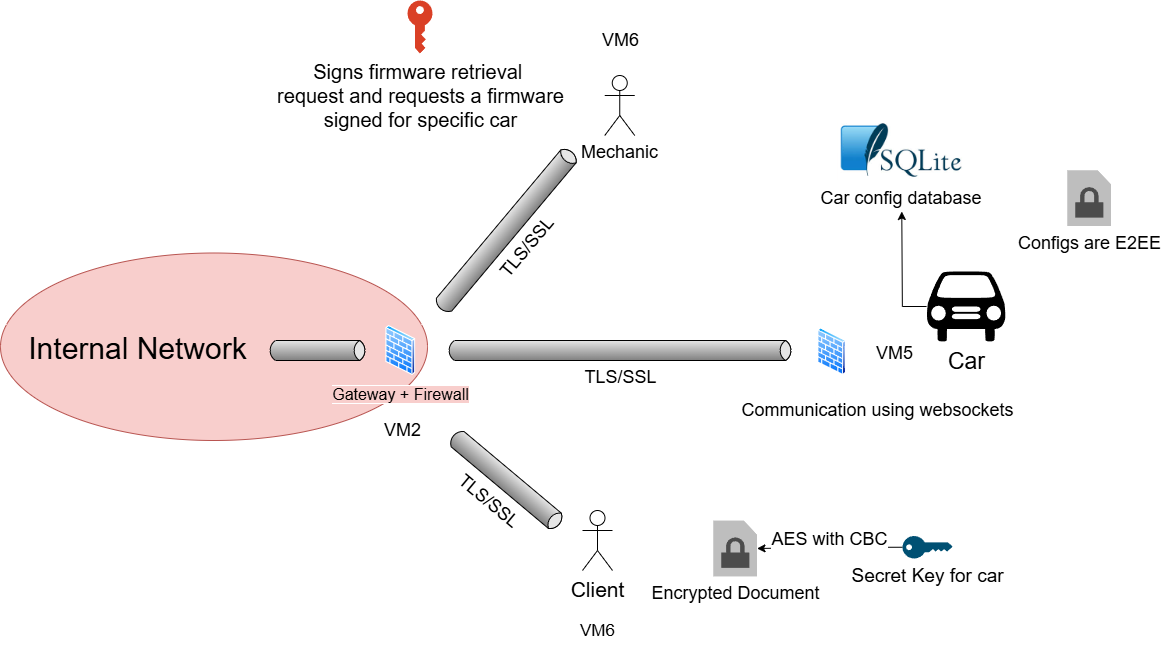 VM6
Signs firmware retrieval
request and requests a firmware
signed for specific car
Mechanic
TLS/SSL
SQLite
Car config database
Configs are E2EE
Internal Network
Gateway + Firewall
VM2
TLS/SSL
VM5
Car
Communication using websockets
TLS/SSL
Client
VM6
AES with CBC
Encrypted Document
Secret Key for car